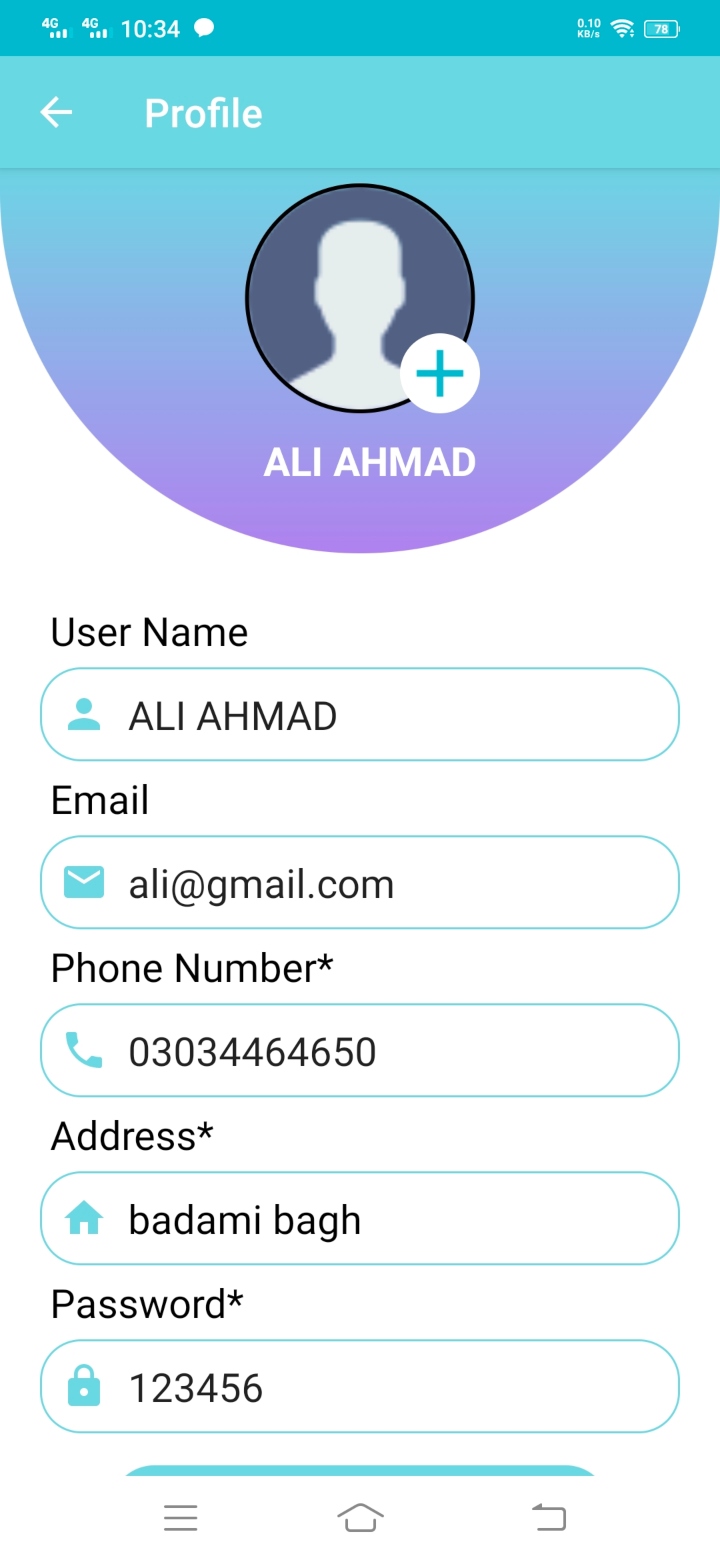 4G 4G 10:34 0.10 KB/s 78
Profile
ALI AHMAD
User Name
ALI AHMAD
Email
ali@gmail.com
Phone Number*
03034464650
Address*
badami bagh
Password*
123456